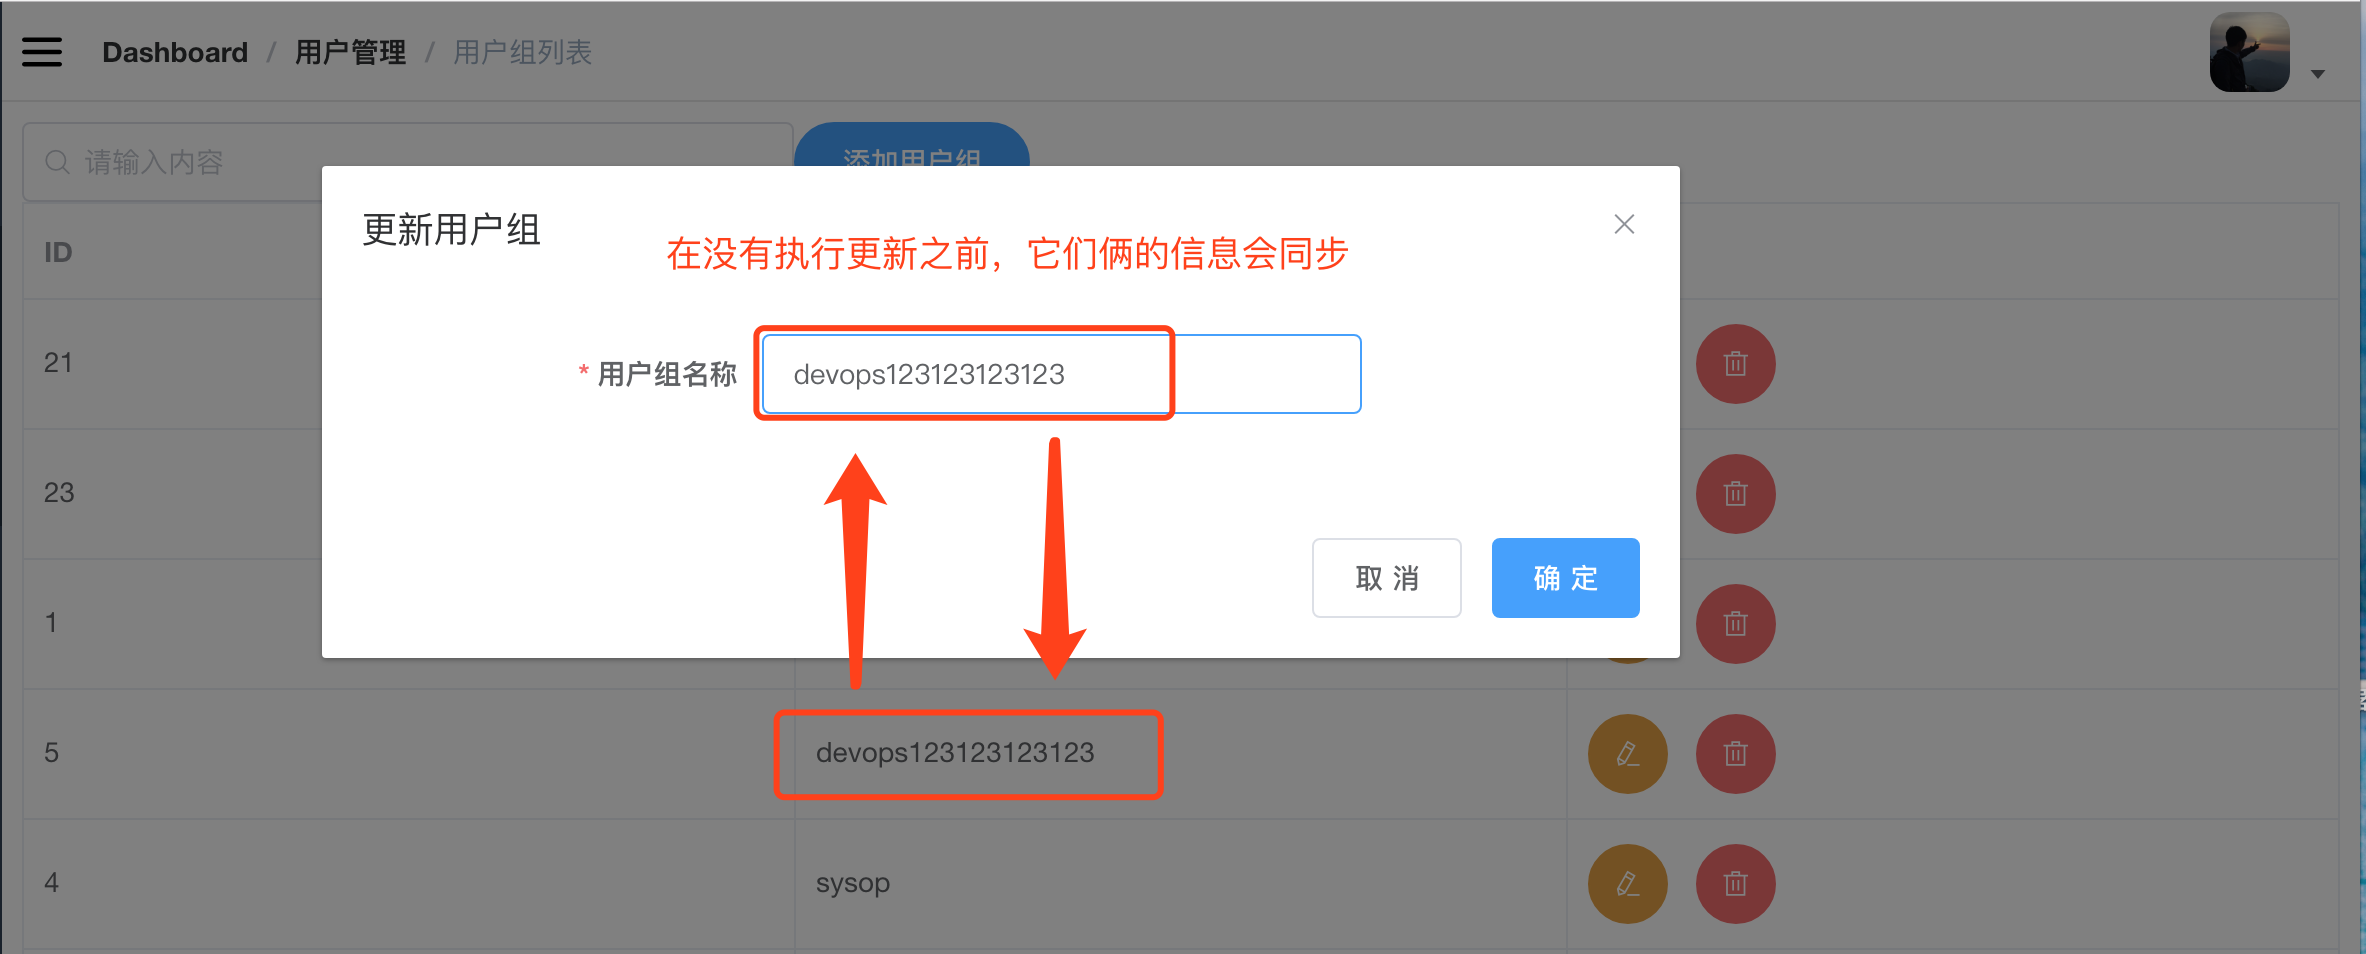 Dashboard / 用户管理 / 用户组列表
请输入内容
添加用户组
更新用户组
在没有执行更新之前，它们俩的信息会同步
ID
* 用户组名称 devops123123123123
21
23
取 消 确 定
1
5 devops123123123123
4 sysop